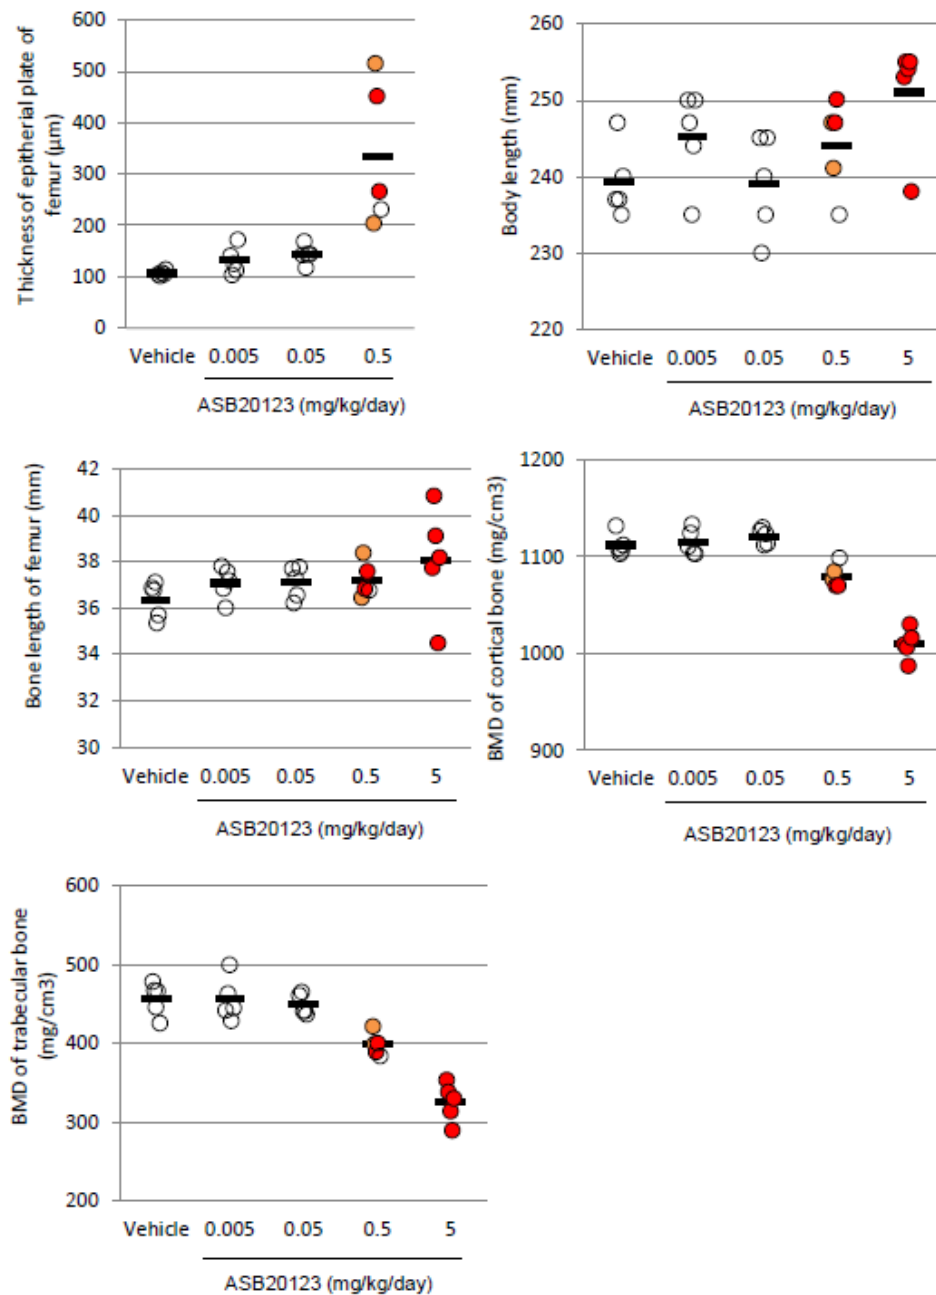 600
500
400
300
200
100
0
Thickness of epitherial plate of
femur (µm)
Vehicle 0.005 0.05 0.5
ASB20123 (mg/kg/day)
260
250
240
230
220
Body length (mm)
Vehicle 0.005 0.05 0.5 5
ASB20123 (mg/kg/day)
42
40
38
36
34
32
30
Bone length of femur (mm)
Vehicle 0.005 0.05 0.5 5
ASB20123 (mg/kg/day)
1200
1100
1000
900
BMD of cortical bone (mg/cm3)
Vehicle 0.005 0.05 0.5 5
ASB20123 (mg/kg/day)
600
500
400
300
200
BMD of trabecular bone
(mg/cm3)
Vehicle 0.005 0.05 0.5 5
ASB20123 (mg/kg/day)